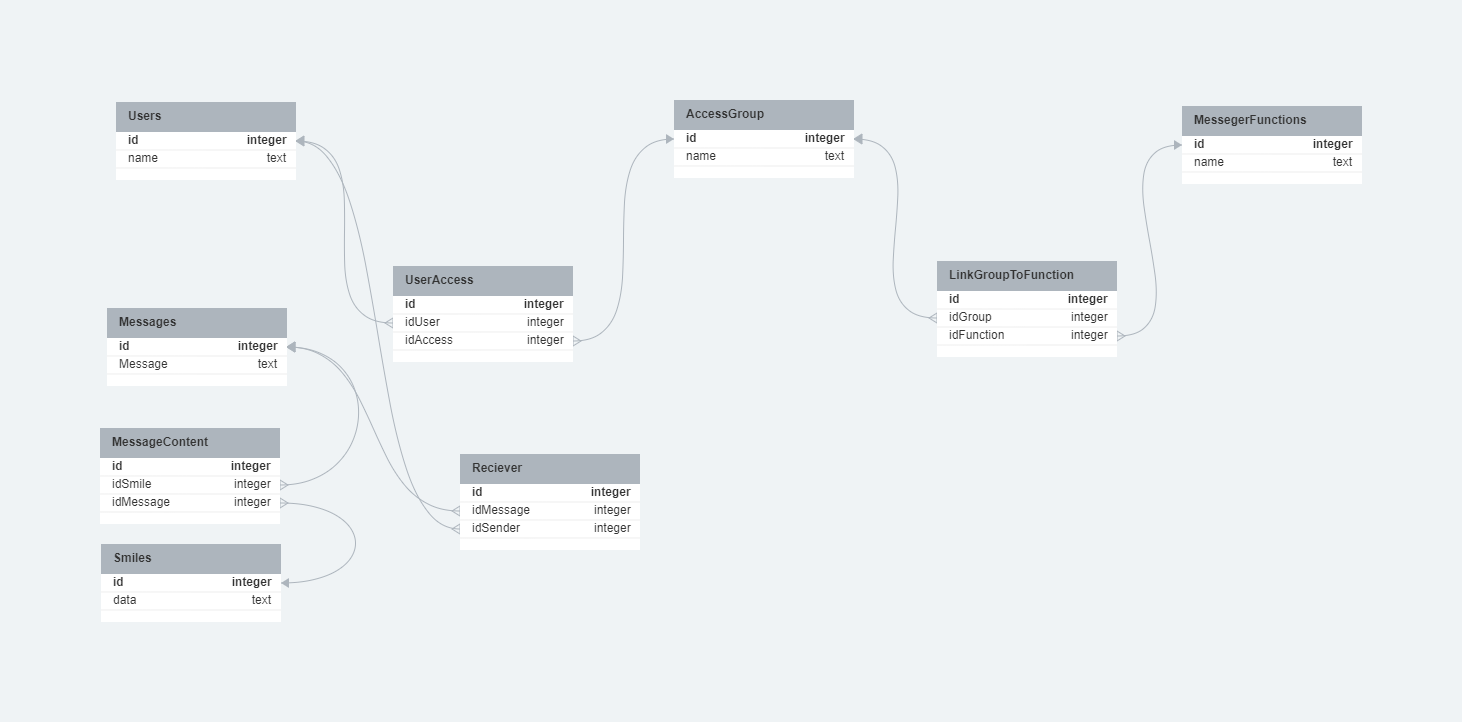 Users
id integer
name text
AccessGroup
id integer
name text
MessegerFunctions
id integer
name text
UserAccess
id integer
idUser integer
idAccess integer
LinkGroupToFunction
id integer
idGroup integer
idFunction integer
Messages
id integer
Message text
MessageContent
id integer
idSmile integer
idMessage integer
Reciever
id integer
idMessage integer
idSender integer
Smiles
id integer
data text